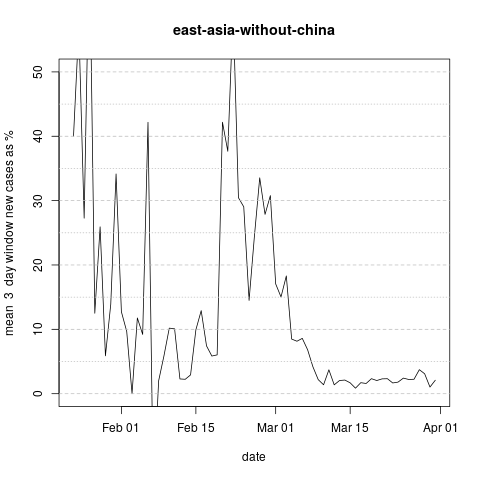 east-asia-without-china
mean 3 day window new cases as %
50
40
30
20
10
0
Feb 01 Feb 15 Mar 01 Mar 15 Apr 01
date